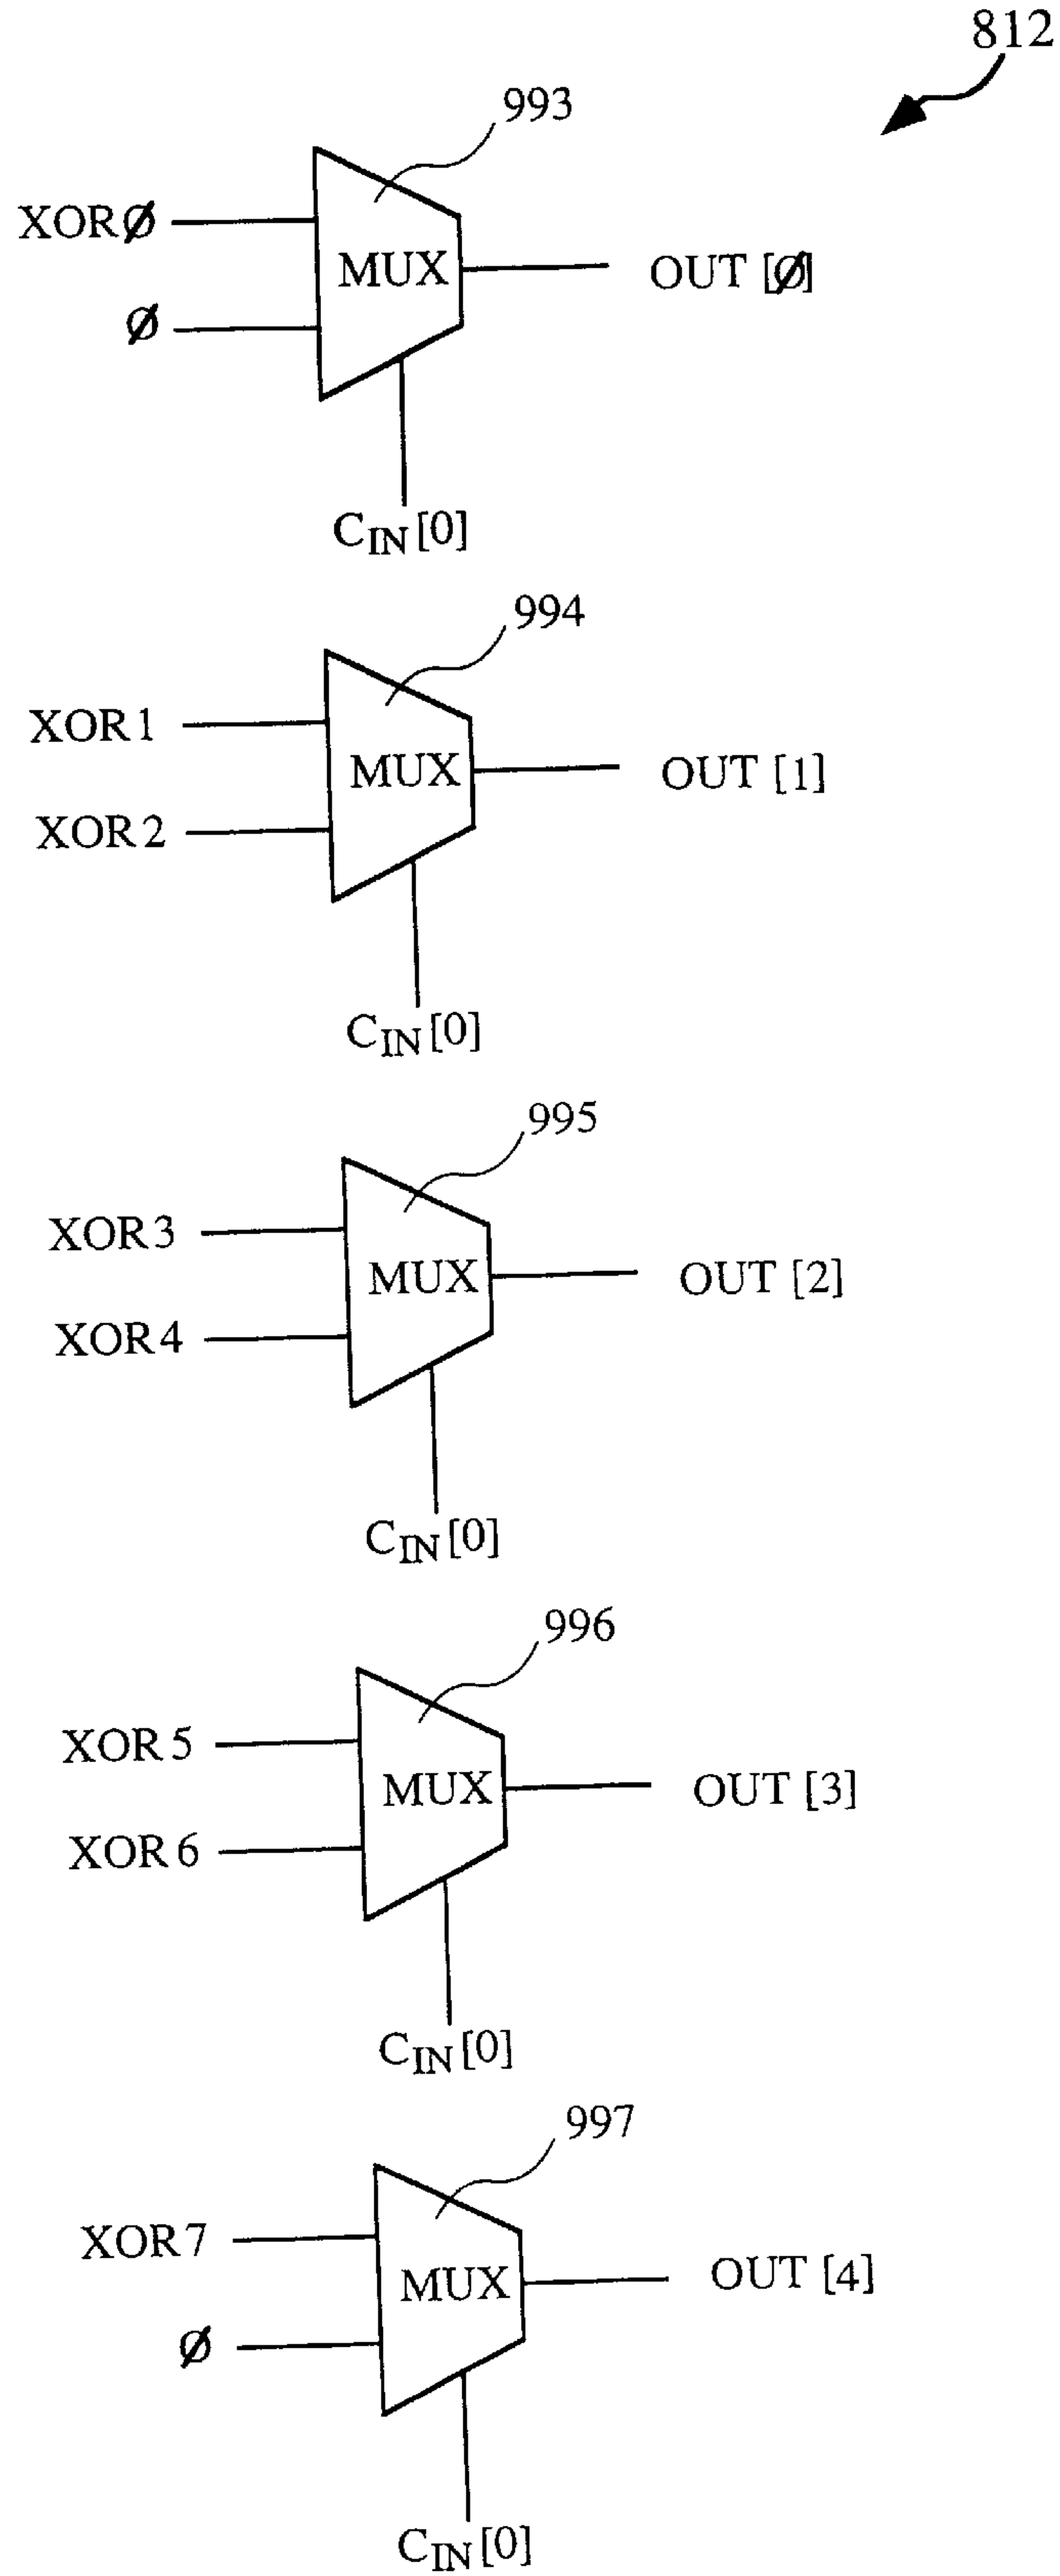 812
993
XORØ
MUX
OUT [Ø]
Ø
CIN [0]
994
XOR1
MUX
OUT [1]
XOR2
CIN [0]
995
XOR3
MUX
OUT [2]
XOR4
CIN [0]
996
XOR5
MUX
OUT [3]
XOR6
CIN [0]
997
XOR7
MUX
OUT [4]
Ø
CIN [0]